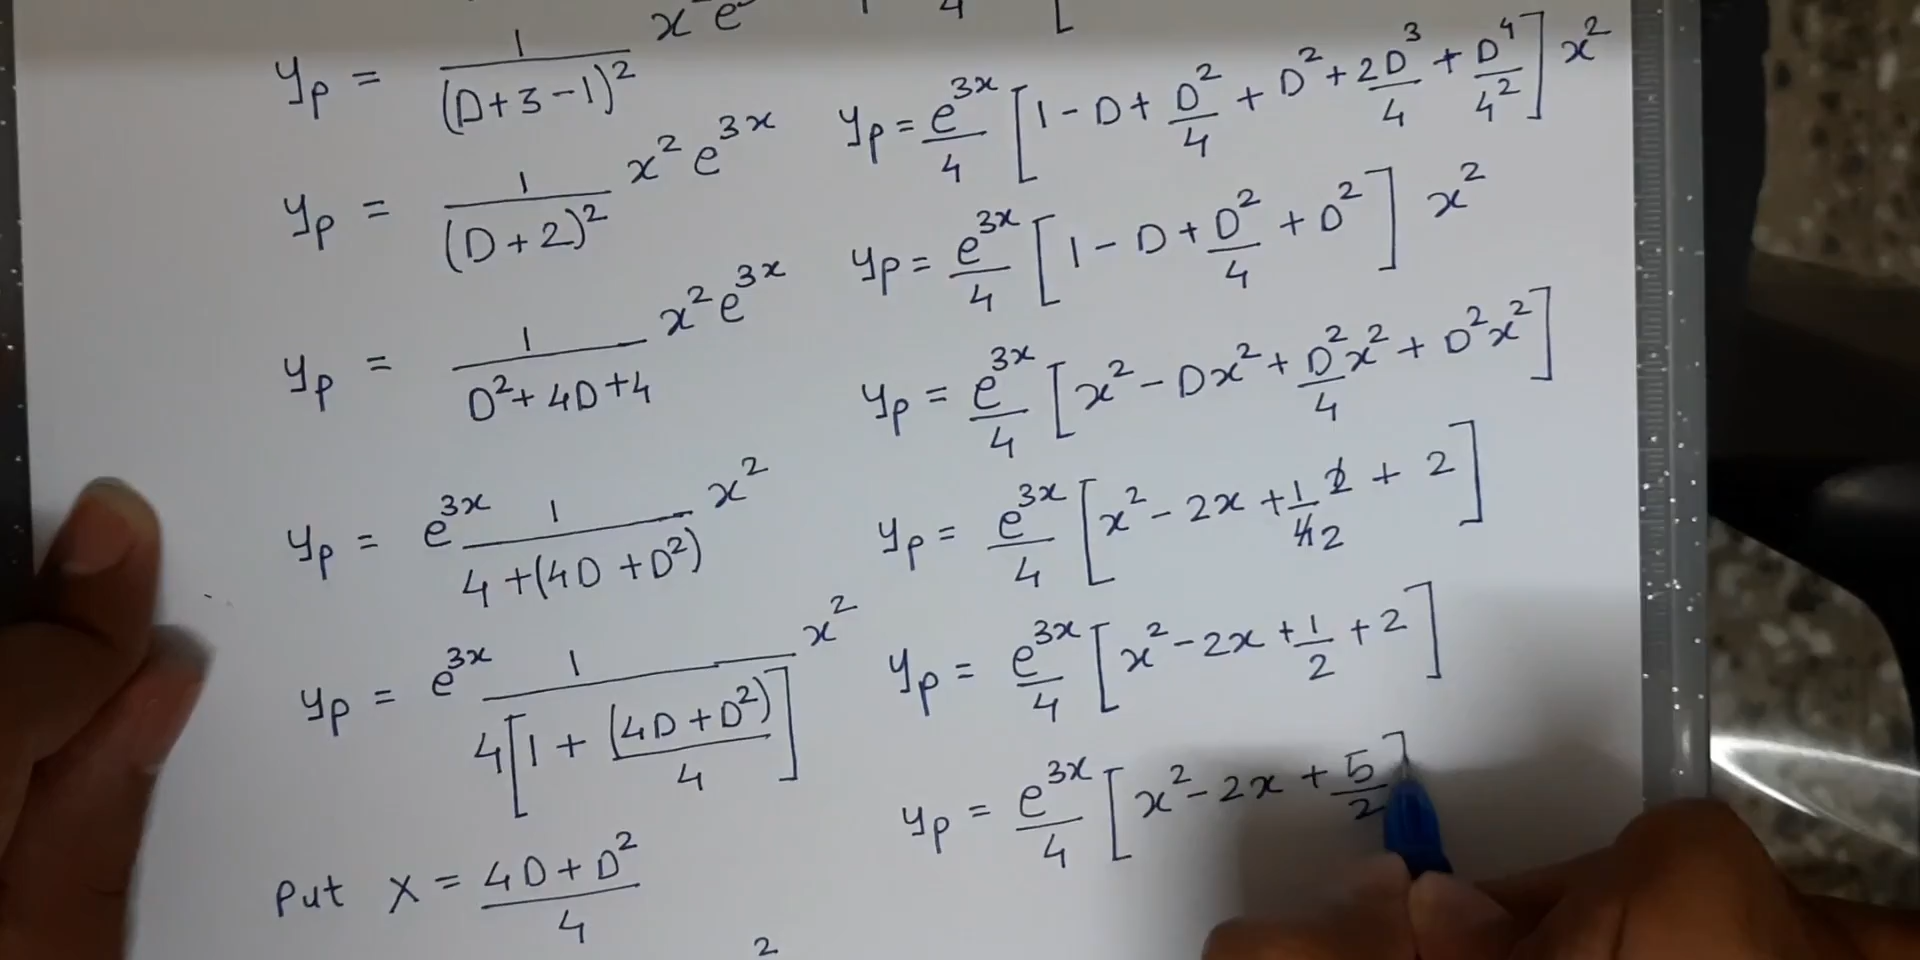 y_p = 1/(D+3-1)^2 x e
y_p = 1/(D+2)^2 x^2 e^{3x}
y_p = 1/(D^2+4D+4) x^2 e^{3x}
y_p = e^{3x} 1/(4+(4D+D^2)) x^2
y_p = e^{3x} 1/(4[1+(4D+D^2)/4]) x^2
Put X = (4D+D^2)/4
2
4 [
y_p = e^{3x}/4 [1-D+D^2/4+D^2+2D^3/4+D^4/4^2] x^2
y_p = e^{3x}/4 [1-D+D^2/4+D^2] x^2
y_p = e^{3x}/4 [x^2-Dx^2+D^2x^2/4+D^2x^2]
y_p = e^{3x}/4 [x^2-2x+1/42 2+2]
y_p = e^{3x}/4 [x^2-2x+1/2+2]
y_p = e^{3x}/4 [x^2-2x+5/2]